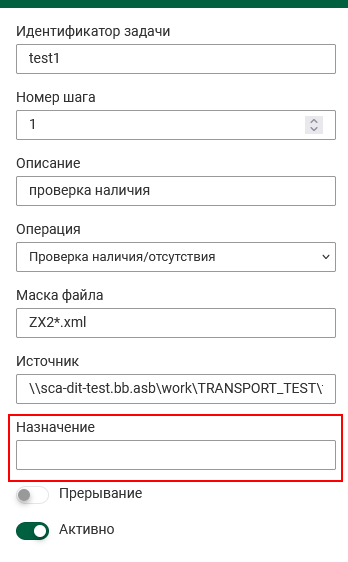 Идентификатор задачи
test1
Номер шага
1
Описание
проверка наличия
Операция
Проверка наличия/отсутствия
Маска файла
ZX2*.xml
Источник
\\sca-dit-test.bb.asb\work\TRANSPORT_TEST\
Назначение
Прерывание
Активно